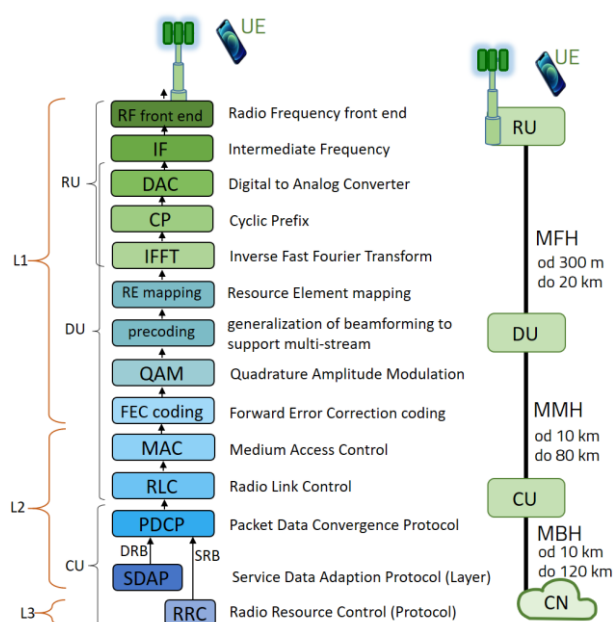 UE
RF front end
Radio Frequency front end
IF
Intermediate Frequency
RU
DAC
Digital to Analog Converter
CP
Cyclic Prefix
L1
IFFT
Inverse Fast Fourier Transform
RE mapping
Resource Element mapping
DU
precoding
generalization of beamforming to
support multi-stream
QAM
Quadrature Amplitude Modulation
FEC coding
Forward Error Correction coding
MAC
Medium Access Control
L2
RLC
Radio Link Control
PDCP
Packet Data Convergence Protocol
DRB
SRB
CU
SDAP
Service Data Adaption Protocol (Layer)
L3
RRC
Radio Resource Control (Protocol)
UE
RU
MFH
od 300 m
do 20 km
DU
MMH
od 10 km
do 80 km
CU
MBH
od 10 km
do 120 km
CN